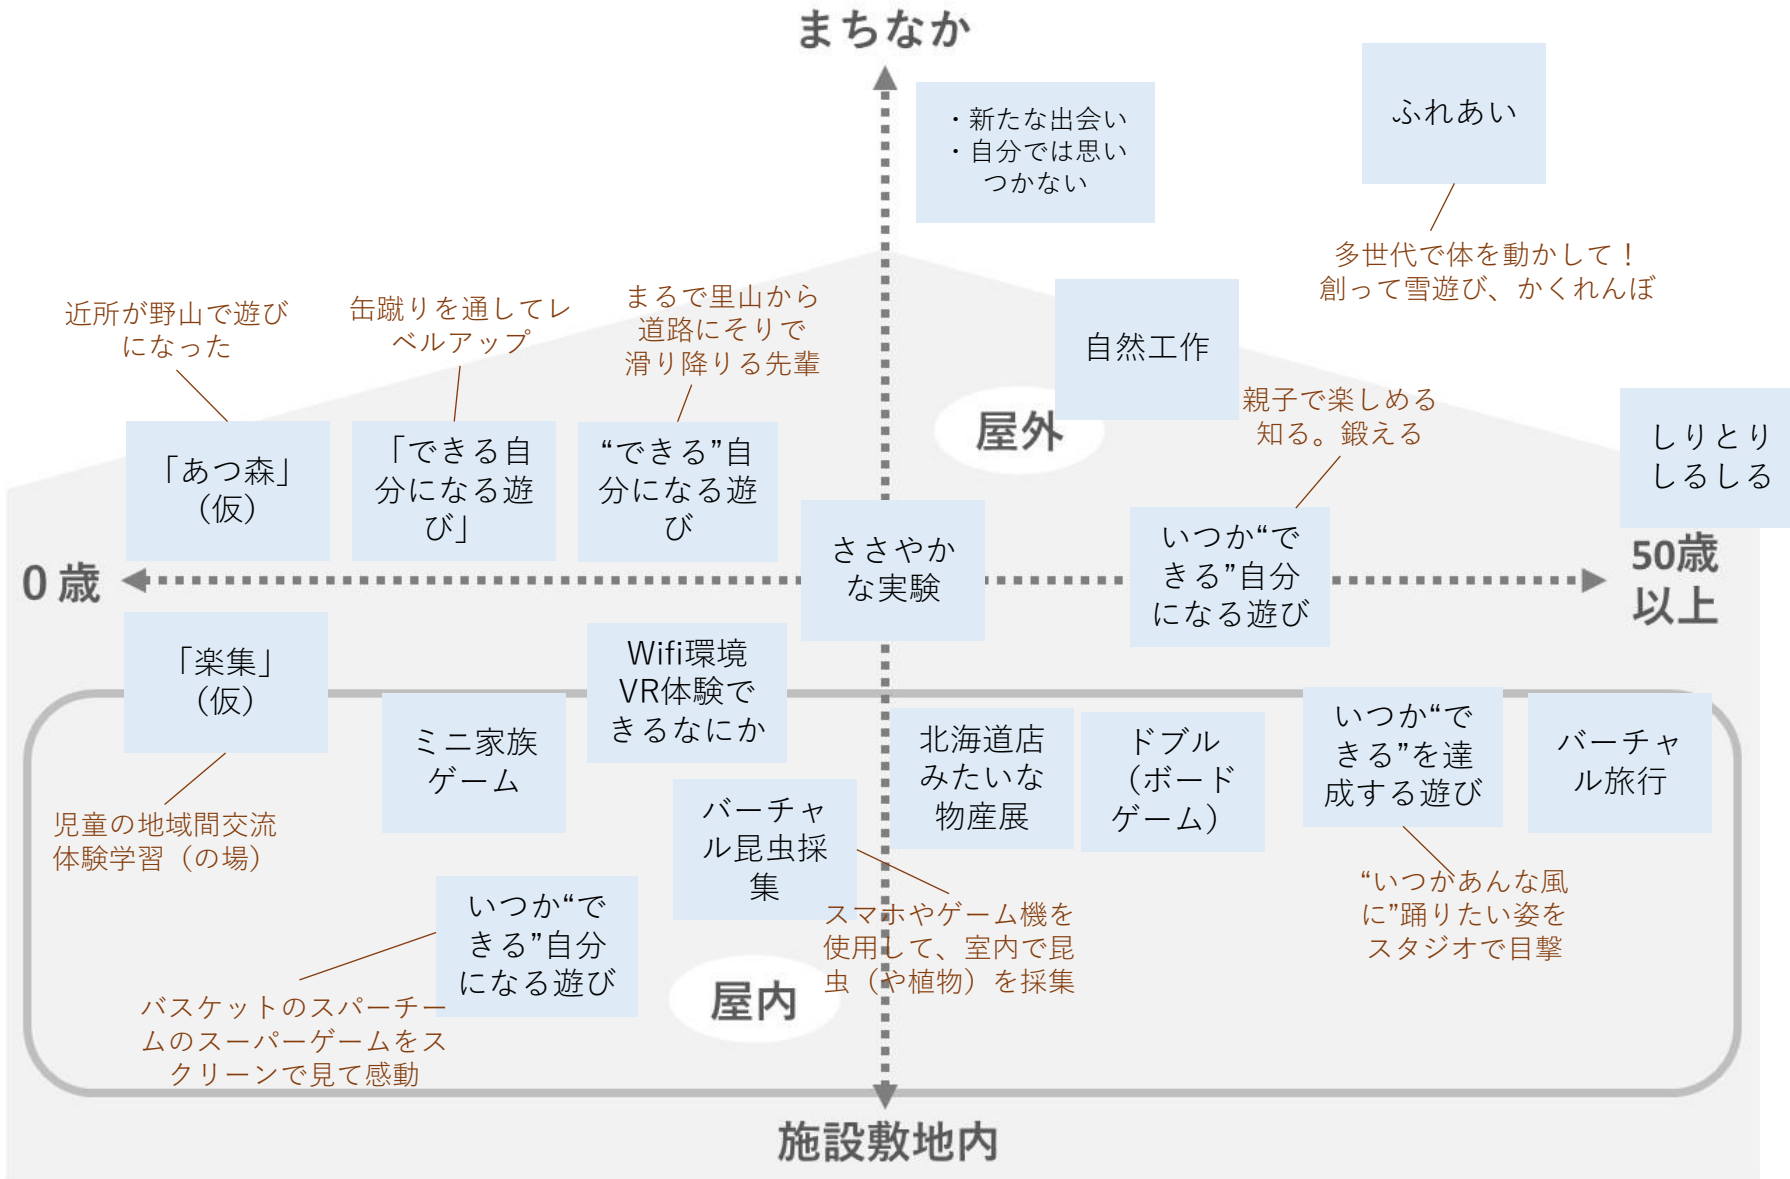 まちなか
・新たな出会い
・自分では思い
つかない
ふれあい
多世代で体を動かして！
創って雪遊び、かくれんぼ
近所が野山で遊び
になった
缶蹴りを通してレ
ベルアップ
まるで里山から
道路にそりで
滑り降りる先輩
自然工作
屋外
親子で楽しめる
知る。鍛える
「あつ森」
（仮）
「できる自
分になる遊
び」
“できる”自
分になる遊
び
ささやか
な実験
いつか“で
きる”自分
になる遊び
しりとり
しるしる
0歳
50歳
以上
「楽集」
（仮）
児童の地域間交流
体験学習（の場）
ミニ家族
ゲーム
Wifi環境
VR体験で
きるなにか
バーチャ
ル昆虫採
集
スマホやゲーム機を
使用して、室内で昆
虫（や植物）を採集
北海道店
みたいな
物産展
ドブル
（ボード
ゲーム）
いつか“で
きる”を達
成する遊び
“いつがあんな風
に”踊りたい姿を
スタジオで目撃
バーチャ
ル旅行
いつか“で
きる”自分
になる遊び
バスケットのスパーチー
ムのスーパーゲームをス
クリーンで見て感動
屋内
施設敷地内